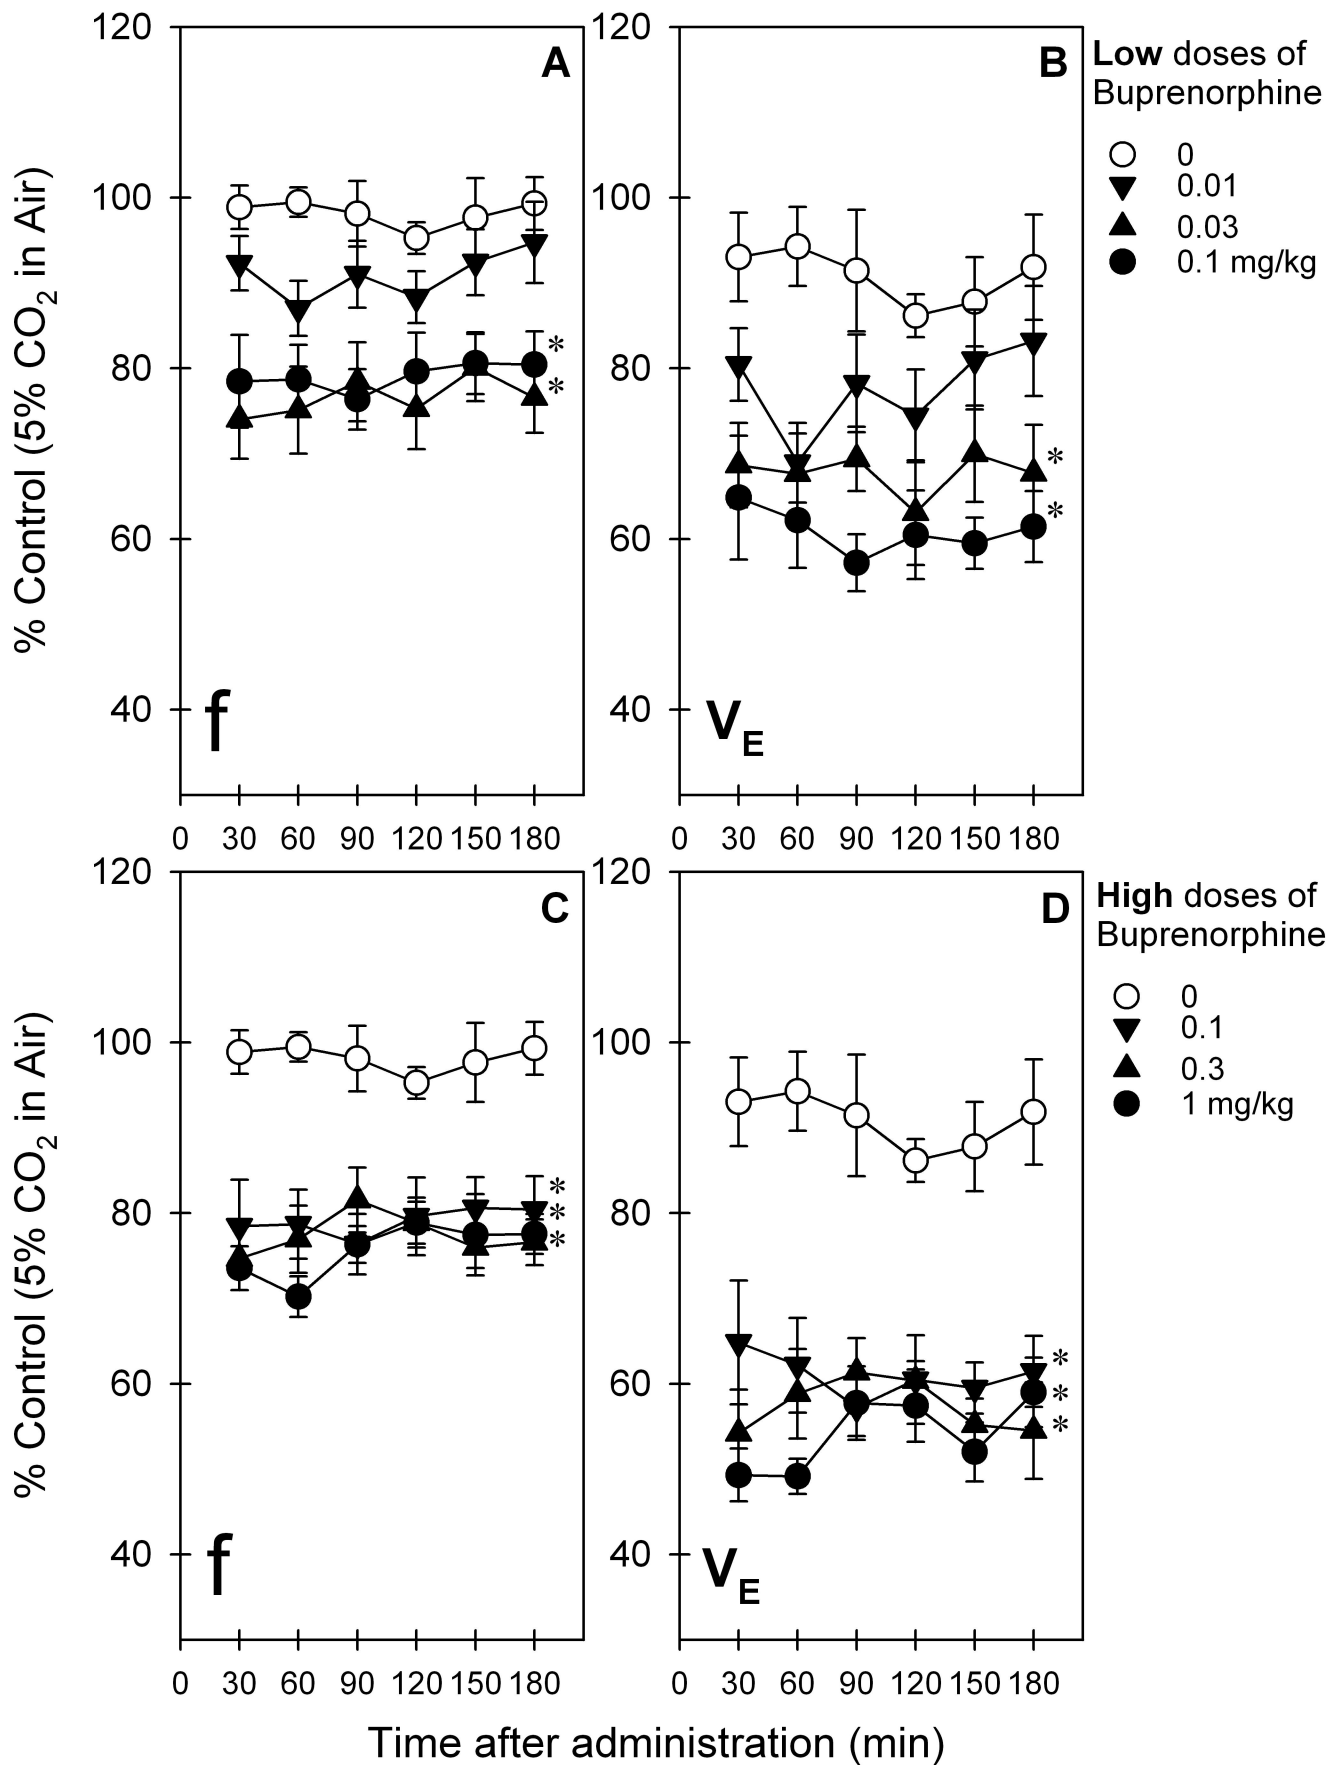 120 120
A B
Low doses of
Buprenorphine
0
0.01
0.03
0.1 mg/kg
100 100
80 80
* *
* *
60 60
40 40
f VE
% Control (5% CO2 in Air)
0 30 60 90 120 150 180 0 30 60 90 120 150 180
120 120
C D
High doses of
Buprenorphine
0
0.1
0.3
1 mg/kg
100 100
80 80
* *
* *
* *
60 60
40 40
f VE
% Control (5% CO2 in Air)
0 30 60 90 120 150 180 0 30 60 90 120 150 180
Time after administration (min)